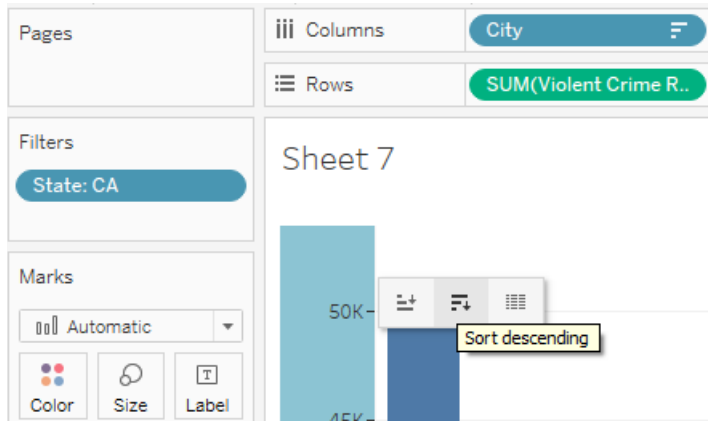 Pages
Columns
City
Rows
SUM(Violent Crime R..
Filters
State: CA
Sheet 7
Marks
Automatic
Color
Size
T
Label
50K
Sort descending
45K